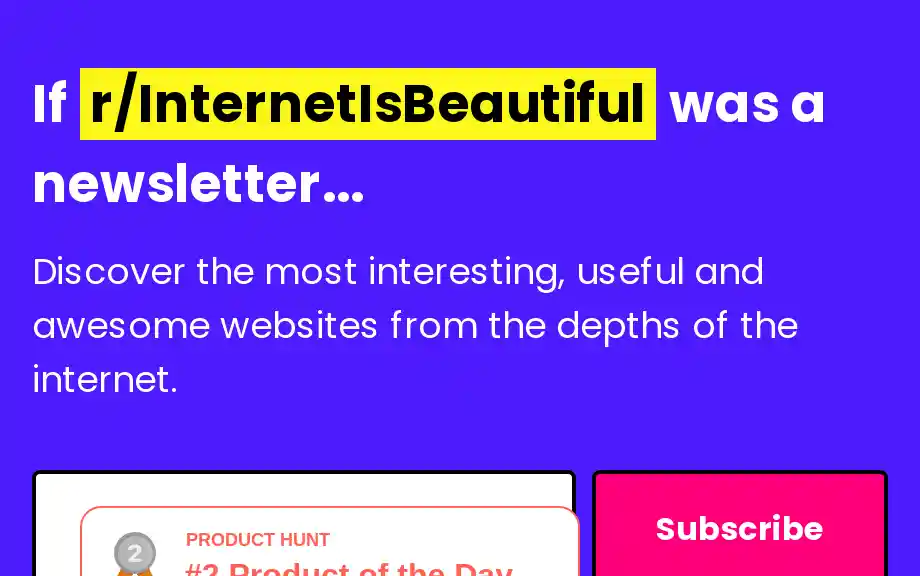 If r/InternetIsBeautiful was a
newsletter...
Discover the most interesting, useful and
awesome websites from the depths of the
internet.
Subscribe
2
PRODUCT HUNT
#2 Product of the Day